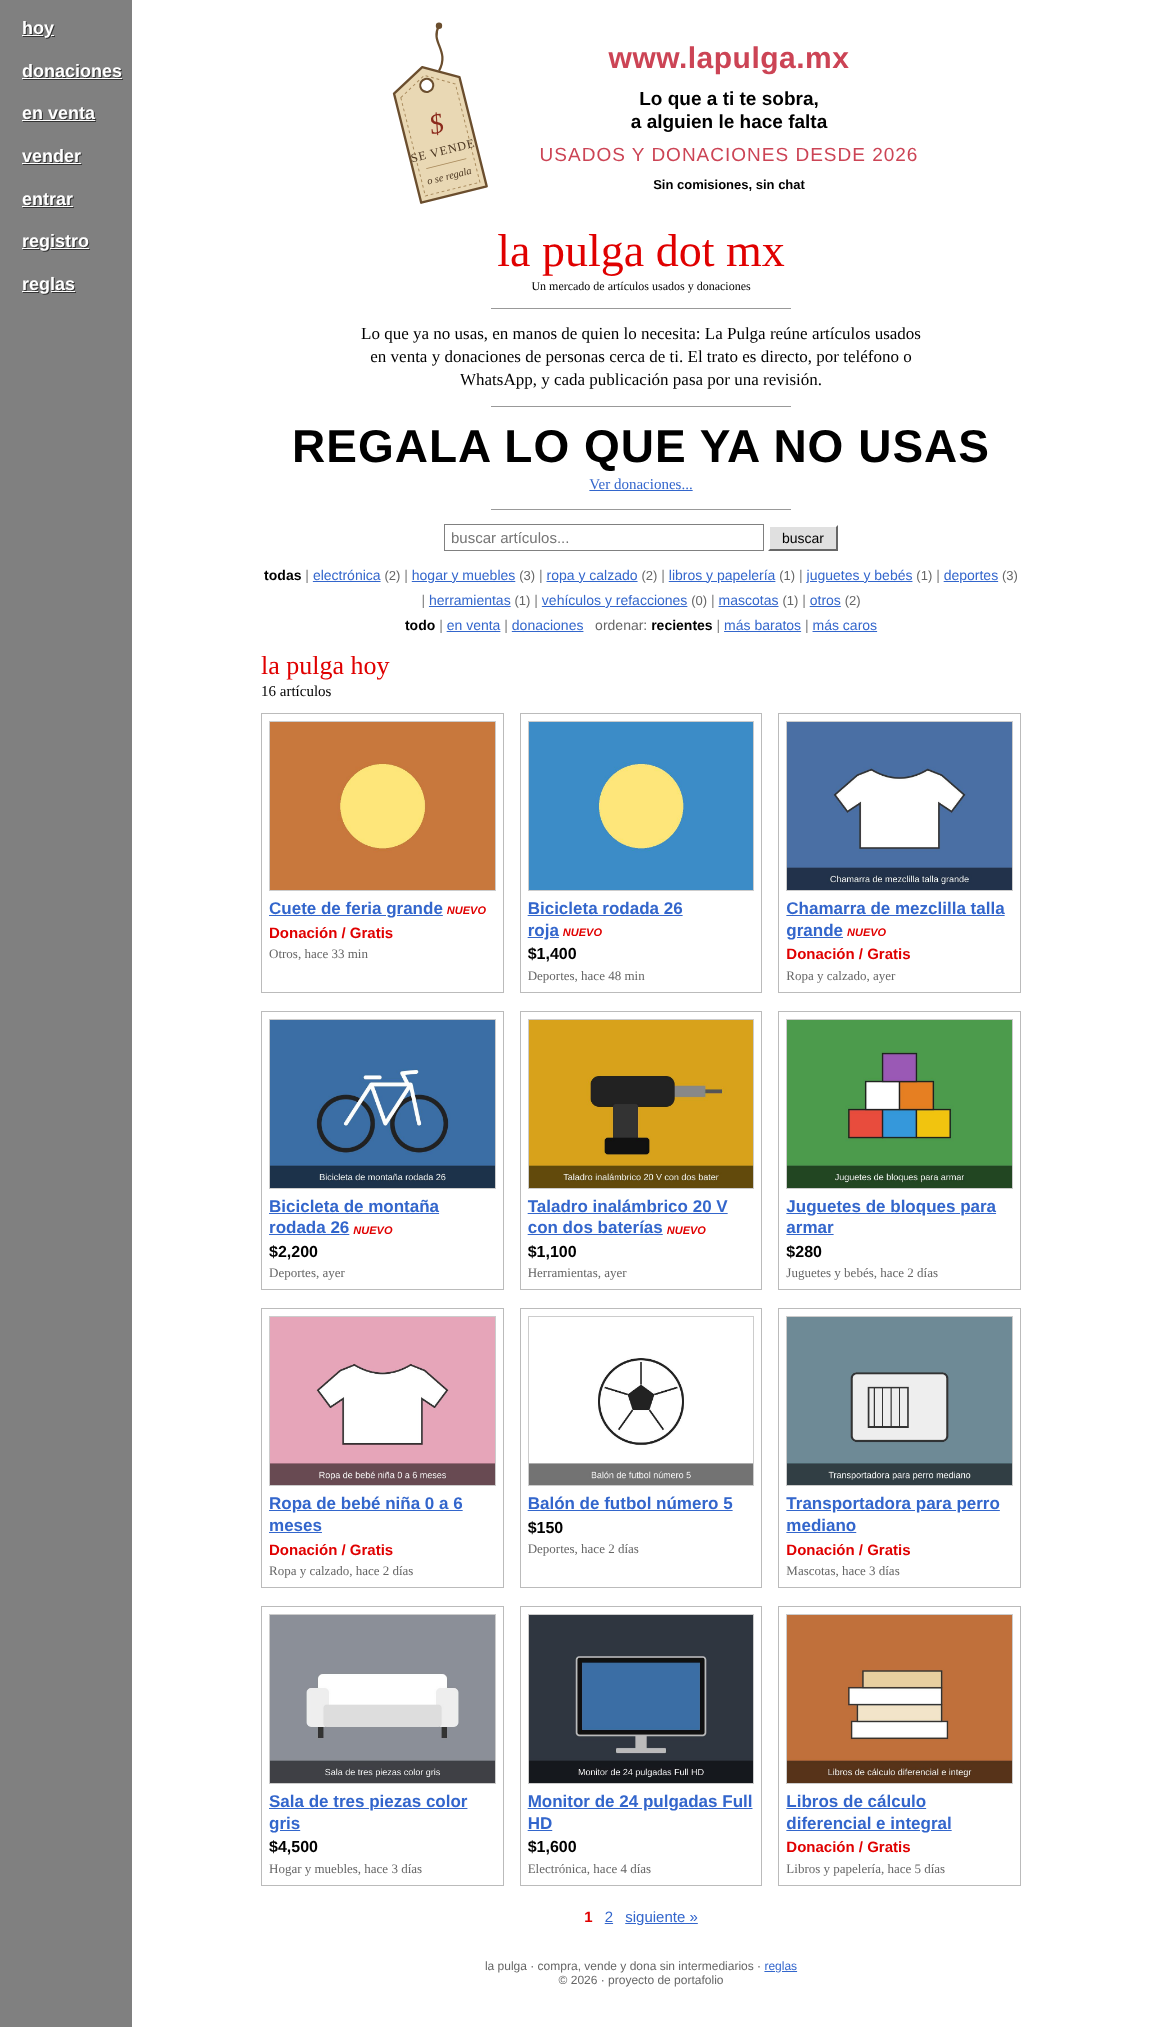 hoy
donaciones
en venta
vender
entrar
registro
reglas
$
SE VENDE
o se regala
www.lapulga.mx
Lo que a ti te sobra,
a alguien le hace falta
USADOS Y DONACIONES DESDE 2026
Sin comisiones, sin chat
la pulga dot mx
Un mercado de artículos usados y donaciones
Lo que ya no usas, en manos de quien lo necesita: La Pulga reúne artículos usados
en venta y donaciones de personas cerca de ti. El trato es directo, por teléfono o
WhatsApp, y cada publicación pasa por una revisión.
REGALA LO QUE YA NO USAS
Ver donaciones...
buscar artículos... buscar
todas | electrónica (2) | hogar y muebles (3) | ropa y calzado (2) | libros y papelería (1) | juguetes y bebés (1) | deportes (3)
| herramientas (1) | vehículos y refacciones (0) | mascotas (1) | otros (2)
todo | en venta | donaciones ordenar: recientes | más baratos | más caros
la pulga hoy
16 artículos
Cuete de feria grande NUEVO
Donación / Gratis
Otros, hace 33 min
Bicicleta rodada 26
roja NUEVO
$1,400
Deportes, hace 48 min
Chamarra de mezclilla talla grande
Chamarra de mezclilla talla
grande NUEVO
Donación / Gratis
Ropa y calzado, ayer
Bicicleta de montaña rodada 26
Bicicleta de montaña
rodada 26 NUEVO
$2,200
Deportes, ayer
Taladro inalámbrico 20 V con dos bater
Taladro inalámbrico 20 V
con dos baterías NUEVO
$1,100
Herramientas, ayer
Juguetes de bloques para armar
Juguetes de bloques para
armar
$280
Juguetes y bebés, hace 2 días
Ropa de bebé niña 0 a 6 meses
Ropa de bebé niña 0 a 6
meses
Donación / Gratis
Ropa y calzado, hace 2 días
Balón de futbol número 5
Balón de futbol número 5
$150
Deportes, hace 2 días
Transportadora para perro mediano
Transportadora para perro
mediano
Donación / Gratis
Mascotas, hace 3 días
Sala de tres piezas color gris
Sala de tres piezas color
gris
$4,500
Hogar y muebles, hace 3 días
Monitor de 24 pulgadas Full HD
Monitor de 24 pulgadas Full
HD
$1,600
Electrónica, hace 4 días
Libros de cálculo diferencial e integr
Libros de cálculo
diferencial e integral
Donación / Gratis
Libros y papelería, hace 5 días
1 2 siguiente »
la pulga · compra, vende y dona sin intermediarios · reglas
© 2026 · proyecto de portafolio